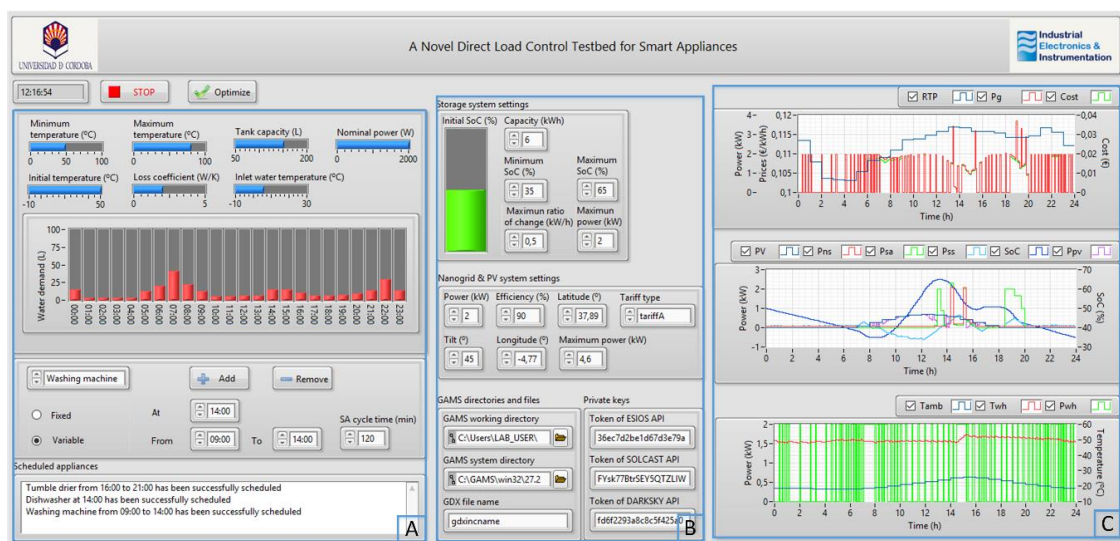 UNIVERSIDAD Ð CORDOBA
A Novel Direct Load Control Testbed for Smart Appliances
Industrial
Electronics &
Instrumentation
12:16:54
STOP
Optimize
Minimum
temperature (ºC)
0 50 100
Maximum
temperature (ºC)
0 100
Tank capacity (L)
50 200
Nominal power (W)
0 2000
Initial temperature (ºC)
-10 50
Loss coefficient (W/K)
0 5
Inlet water temperature (ºC)
-10 30
Water demand (L)
100
75
50
25
0
00:00 01:00 02:00 03:00 04:00 05:00 06:00 07:00 08:00 09:00 10:00 11:00 12:00 13:00 14:00 15:00 16:00 17:00 18:00 19:00 20:00 21:00 22:00 23:00
Washing machine
Add
Remove
Fixed
At
14:00
Variable
From
09:00
To
14:00
SA cycle time (min)
120
Scheduled appliances
Tumble drier from 16:00 to 21:00 has been successfully scheduled
Dishwasher at 14:00 has been successfully scheduled
Washing machine from 09:00 to 14:00 has been successfully scheduled
A
Storage system settings
Initial SoC (%)
Capacity (kWh)
6
Minimum
SoC (%)
35
Maximum
SoC (%)
65
Maximun ratio
of change (kW/h)
0,5
Maximun
power (kW)
2
Nanogrid & PV system settings
Power (kW)
2
Efficiency (%)
90
Latitude (º)
37,89
Tariff type
tariffA
Tilt (º)
45
Longitude (º)
-4,77
Maximum power (kW)
4,6
GAMS directories and files
GAMS working directory
C:\Users\LAB_USER\
GAMS system directory
C:\GAMS\win32\27.2
GDX file name
gdxincname
Private keys
Token of ESIOS API
36ec7d2be1d67d3e79a
Token of SOLCAST API
FYsk77BtrSEY5QTZLIW
Token of DARKSKY API
fd6f2293a8c8c5f425a0
B
RTP Pg Cost
Power (kW)
4
3
2
1
0
Prices (€/kWh)
0,12
0,115
0,11
0,105
0,1
Cost (€)
0,04
0,03
0,02
0,01
0
0 2 4 6 8 10 12 14 16 18 20 22 24
Time (h)
PV Pns Psa Pss SoC Ppv
Power (kW)
3
2
1
0
-1
SoC (%)
70
60
50
40
30
0 2 4 6 8 10 12 14 16 18 20 22 24
Time (h)
Tamb Twh Pwh
Power (kW)
2
1,5
1
0,5
0
Temperature (ºC)
60
50
40
30
20
10
0 2 4 6 8 10 12 14 16 18 20 22 24
Time (h)
C